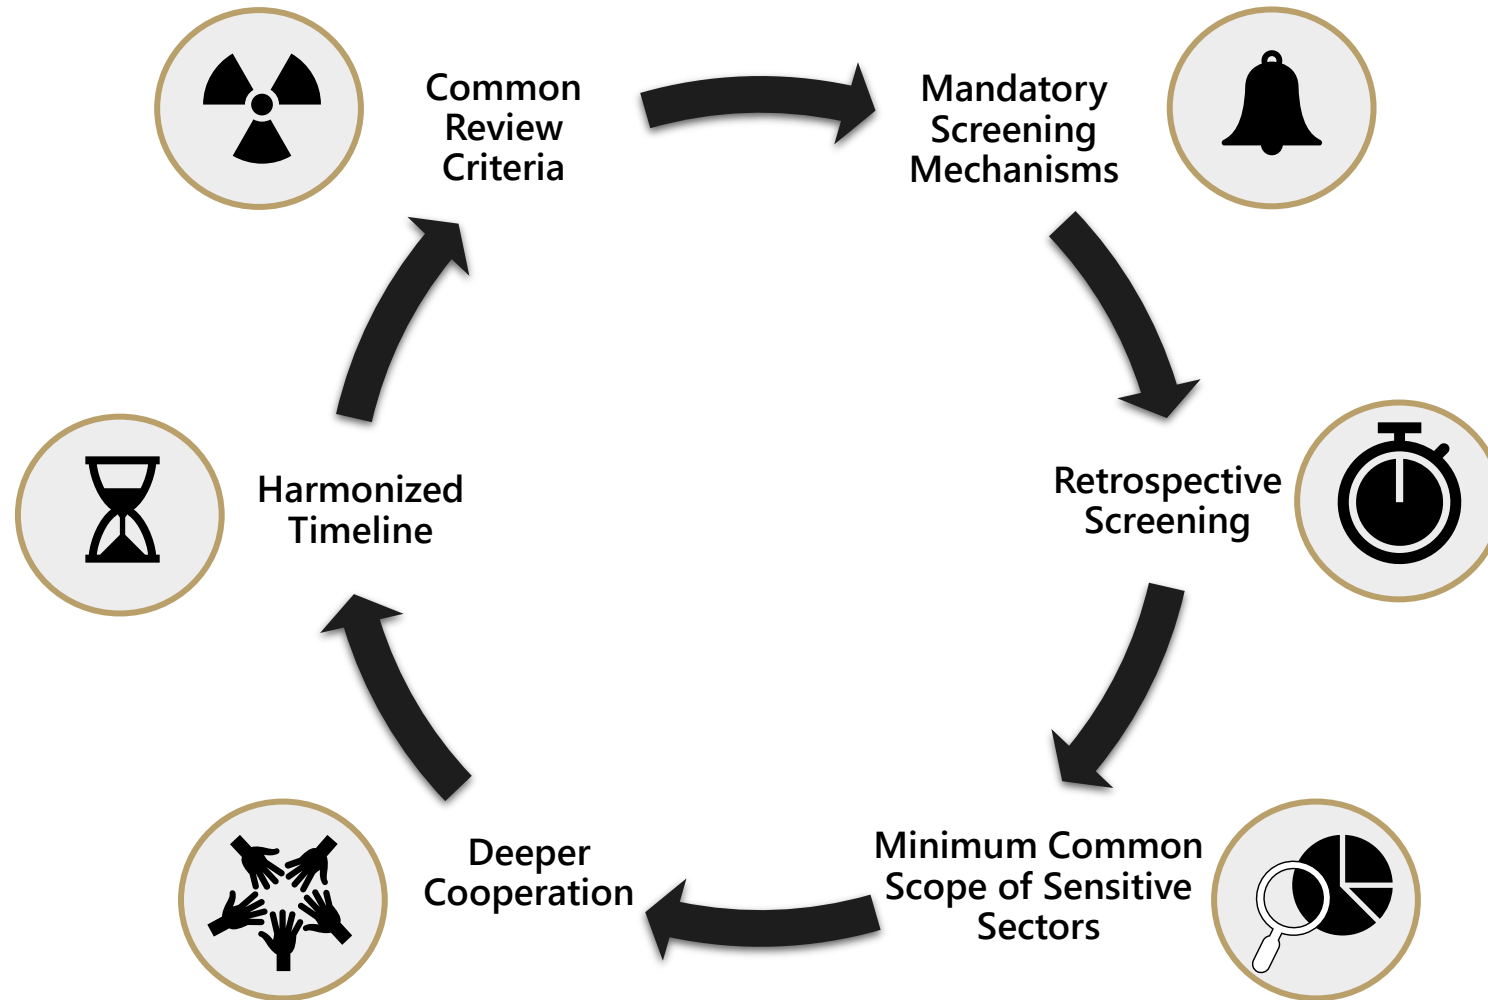 Common
Review
Criteria
Mandatory
Screening
Mechanisms
Retrospective
Screening
Minimum Common
Scope of Sensitive
Sectors
Deeper
Cooperation
Harmonized
Timeline